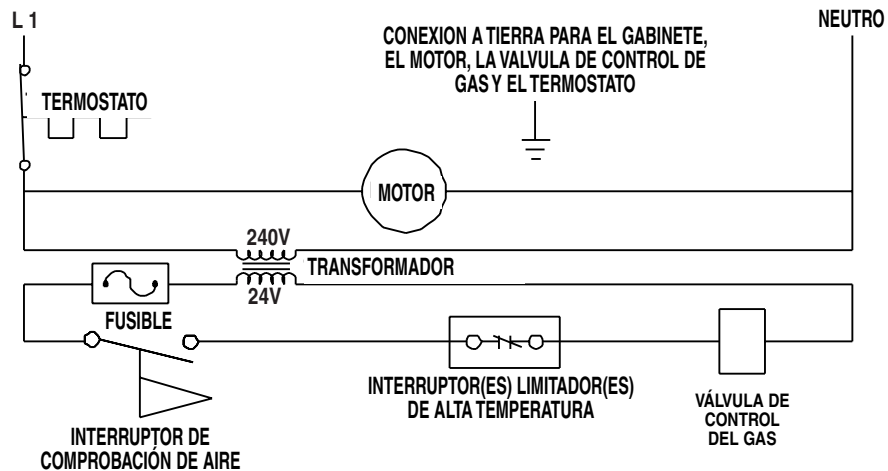 L 1
NEUTRO
CONEXION A TIERRA PARA EL GABINETE,
EL MOTOR, LA VALVULA DE CONTROL DE
GAS Y EL TERMOSTATO
TERMOSTATO
MOTOR
240V
TRANSFORMADOR
24V
FUSIBLE
INTERRUPTOR(ES) LIMITADOR(ES)
DE ALTA TEMPERATURA
VÁLVULA DE
CONTROL
DEL GAS
INTERRUPTOR DE
COMPROBACIÓN DE AIRE